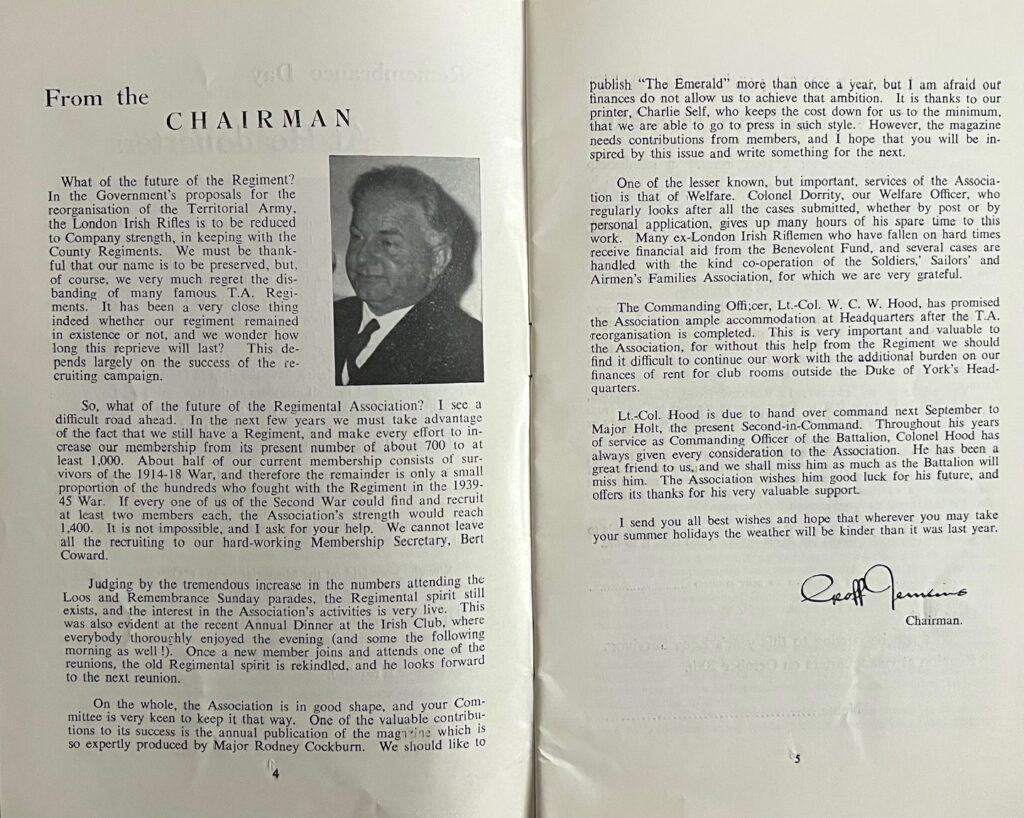 From the
CHAIRMAN
What of the future of the Regiment?
In the Government's proposals for the
reorganisation of the Territorial Army,
the London Irish Rifles is to be reduced
to Company strength, in keeping with the
County Regiments. We must be thank-
ful that our name is to be preserved, but,
of course, we very much regret the dis-
banding of many famous T.A. Regi-
ments. It has been a very close thing
indeed whether our regiment remained
in existence or not, and we wonder how
long this reprieve will last? This de-
pends largely on the success of the re-
cruiting campaign.
So, what of the future of the Regimental Association? I see a
difficult road ahead. In the next few years we must take advantage
of the fact that we still have a Regiment, and make every effort to in-
crease our membership from its present number of about 700 to at
least 1,000. About half of our current membership consists of sur-
vivors of the 1914-18 War, and therefore the remainder is only a small
proportion of the hundreds who fought with the Regiment in the 1939-
45 War. If every one of us of the Second War could find and recruit
at least two members each, the Association's strength would reach
1,400. It is not impossible, and I ask for your help. We cannot leave
all the recruiting to our hard-working Membership Secretary, Bert
Coward.
Judging by the tremendous increase in the numbers attending the
Loos and Remembrance Sunday parades, the Regimental spirit still
exists, and the interest in the Association's activities is very live. This
was also evident at the recent Annual Dinner at the Irish Club, where
everybody thoroughly enjoyed the evening (and some the following
morning as well!). Once a new member joins and attends one of the
reunions, the old Regimental spirit is rekindled, and he looks forward
to the next reunion.
On the whole, the Association is in good shape, and your Com-
mittee is very keen to keep it that way. One of the valuable contribu-
tions to its success is the annual publication of the magazine which is
so expertly produced by Major Rodney Cockburn. We should like to
4
publish "The Emerald" more than once a year, but I am afraid our
finances do not allow us to achieve that ambition. It is thanks to our
printer, Charlie Self, who keeps the cost down for us to the minimum,
that we are able to go to press in such style. However, the magazine
needs contributions from members, and I hope that you will be in-
spired by this issue and write something for the next.
One of the lesser known, but important, services of the Associa-
tion is that of Welfare. Colonel Dorrity, our Welfare Officer, who
regularly looks after all the cases submitted, whether by post or by
personal application, gives up many hours of his spare time to this
work. Many ex-London Irish Riflemen who have fallen on hard times
receive financial aid from the Benevolent Fund, and several cases are
handled with the kind co-operation of the Soldiers,' Sailors' and
Airmen's Families Association, for which we are very grateful.
The Commanding Offi;cer, Lt.-Col. W. C. W. Hood, has promised
the Association ample accommodation at Headquarters after the T.A.
reorganisation is completed. This is very important and valuable to
the Association, for without this help from the Regiment we should
find it difficult to continue our work with the additional burden on our
finances of rent for club rooms outside the Duke of York's Head-
quarters.
Lt.-Col. Hood is due to hand over command next September to
Major Holt, the present Second-in-Command. Throughout his years
of service as Commanding Officer of the Battalion, Colonel Hood has
always given every consideration to the Association. He has been a
great friend to us, and we shall miss him as much as the Battalion will
miss him. The Association wishes him good luck for his future, and
offers its thanks for his very valuable support.
I send you all best wishes and hope that wherever you may take
your summer holidays the weather will be kinder than it was last year.
Geoff Jenkins
Chairman.
5